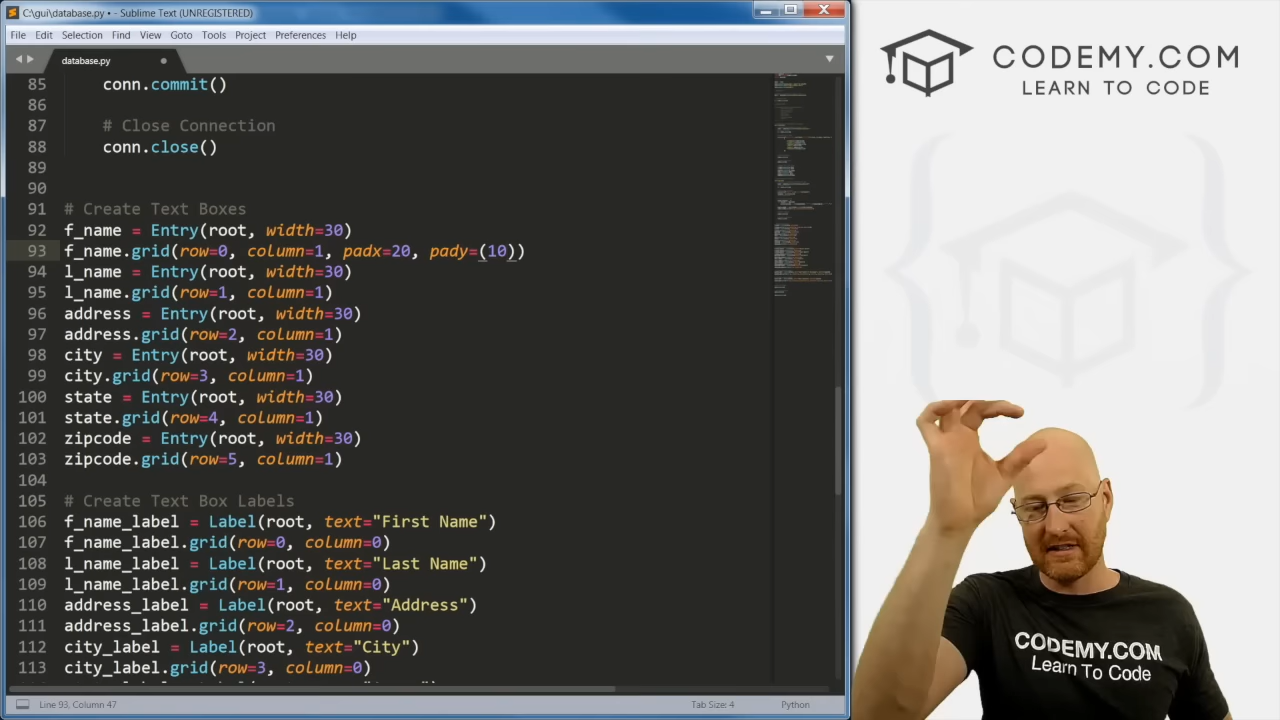 C:\gui\database.py • - Sublime Text (UNREGISTERED)
File Edit Selection Find View Goto Tools Project Preferences Help
database.py
85 conn.commit()
86
87 # Close Connection
88 conn.close()
89
90
91 # Create Text Boxes
92 f_name = Entry(root, width=30)
93 f_name.grid(row=0, column=1, padx=20, pady=(10))
94 l_name = Entry(root, width=30)
95 l_name.grid(row=1, column=1)
96 address = Entry(root, width=30)
97 address.grid(row=2, column=1)
98 city = Entry(root, width=30)
99 city.grid(row=3, column=1)
100 state = Entry(root, width=30)
101 state.grid(row=4, column=1)
102 zipcode = Entry(root, width=30)
103 zipcode.grid(row=5, column=1)
104
105 # Create Text Box Labels
106 f_name_label = Label(root, text="First Name")
107 f_name_label.grid(row=0, column=0)
108 l_name_label = Label(root, text="Last Name")
109 l_name_label.grid(row=1, column=0)
110 address_label = Label(root, text="Address")
111 address_label.grid(row=2, column=0)
112 city_label = Label(root, text="City")
113 city_label.grid(row=3, column=0)
Line 93, Column 47
Tab Size: 4
Python
CODEMY.COM
LEARN TO CODE
CODEMY.COM
Learn To Code